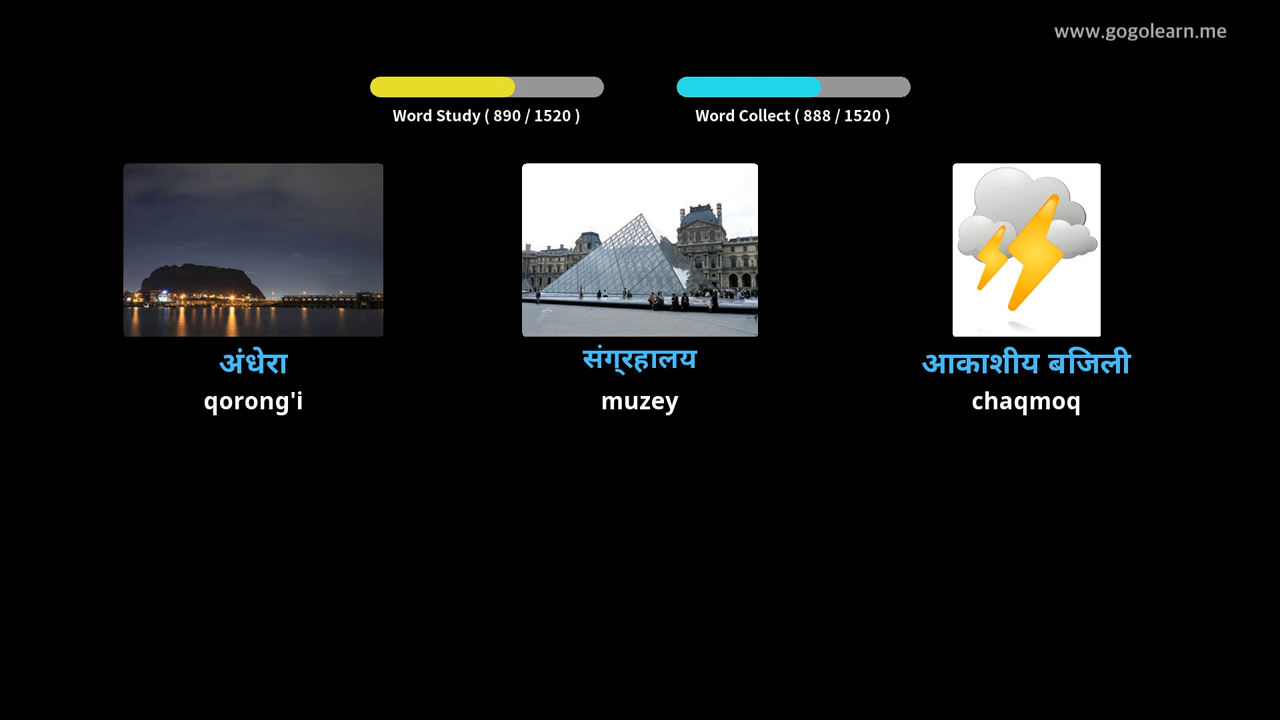 www.gogolearn.me
Word Study ( 890 / 1520 )
Word Collect ( 888 / 1520 )
अंधेरा
संग्रहालय
आकाशीय बजिली
qorong'i
muzey
chaqmoq